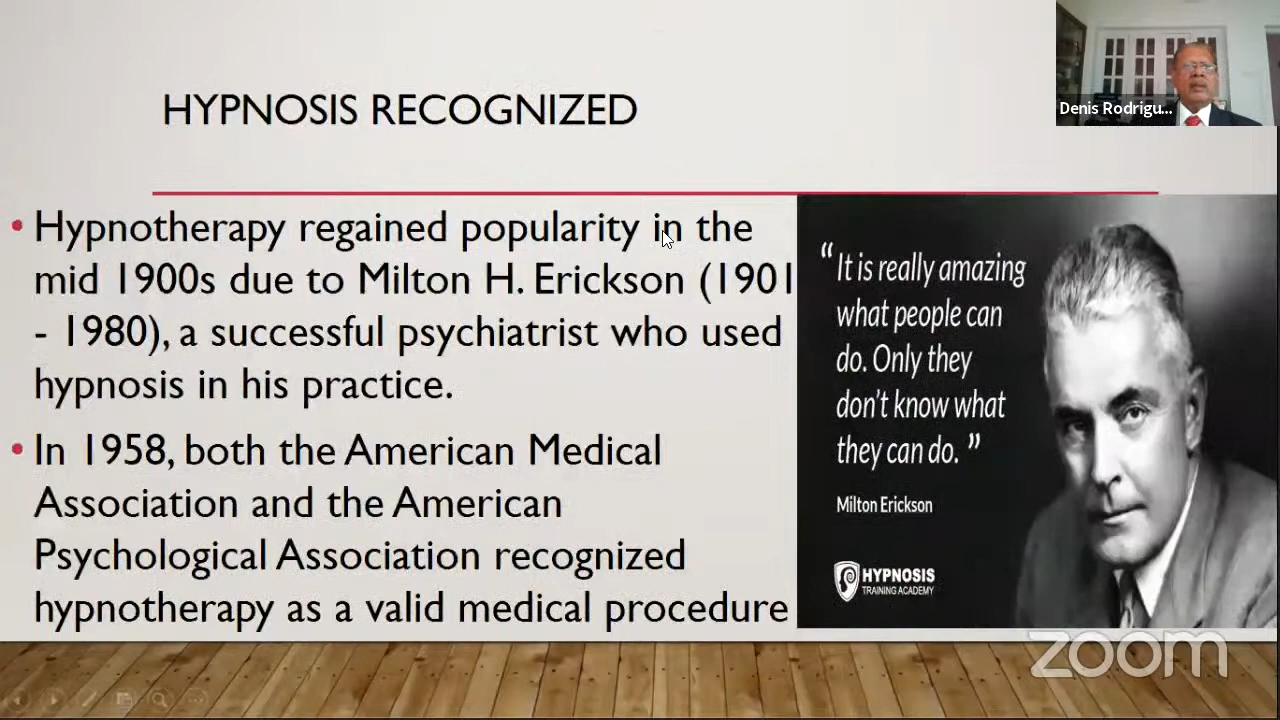 HYPNOSIS RECOGNIZED
Denis Rodrigu...
• Hypnotherapy regained popularity in the
mid 1900s due to Milton H. Erickson (1901
- 1980), a successful psychiatrist who used
hypnosis in his practice.
• In 1958, both the American Medical
Association and the American
Psychological Association recognized
hypnotherapy as a valid medical procedure
“It is really amazing
what people can
do. Only they
don't know what
they can do.”
Milton Erickson
HYPNOSIS
TRAINING ACADEMY
zoom